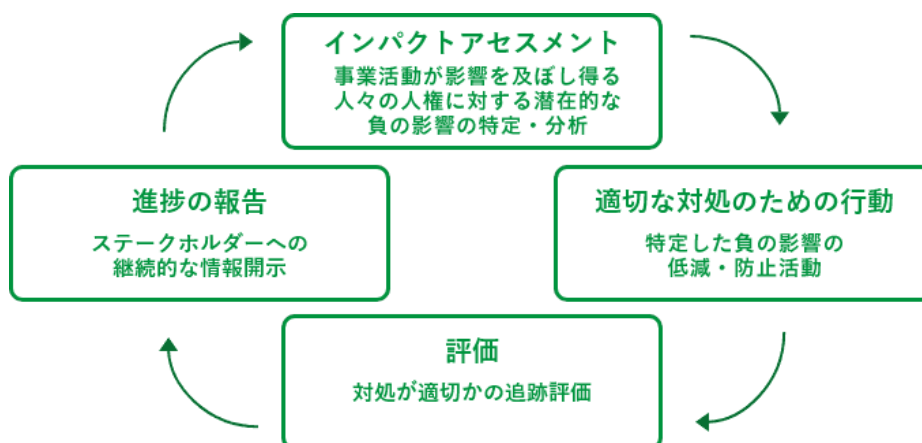 インパクトアセスメント
事業活動が影響を及ぼし得る
人々の人権に対する潜在的な
負の影響の特定・分析
適切な対処のための行動
特定した負の影響の
低減・防止活動
評価
対処が適切かの追跡評価
進捗の報告
ステークホルダーへの
継続的な情報開示